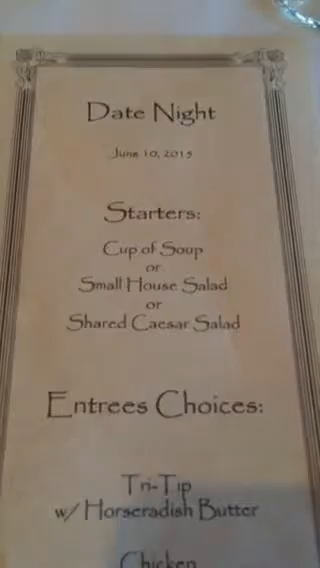 Date Night
June 10, 2015
Starters:
Cup of Soup
or
Small House Salad
or
Shared Caesar Salad
Entrees Choices:
Tri-Tip
w/ Horseradish Butter
Chicken